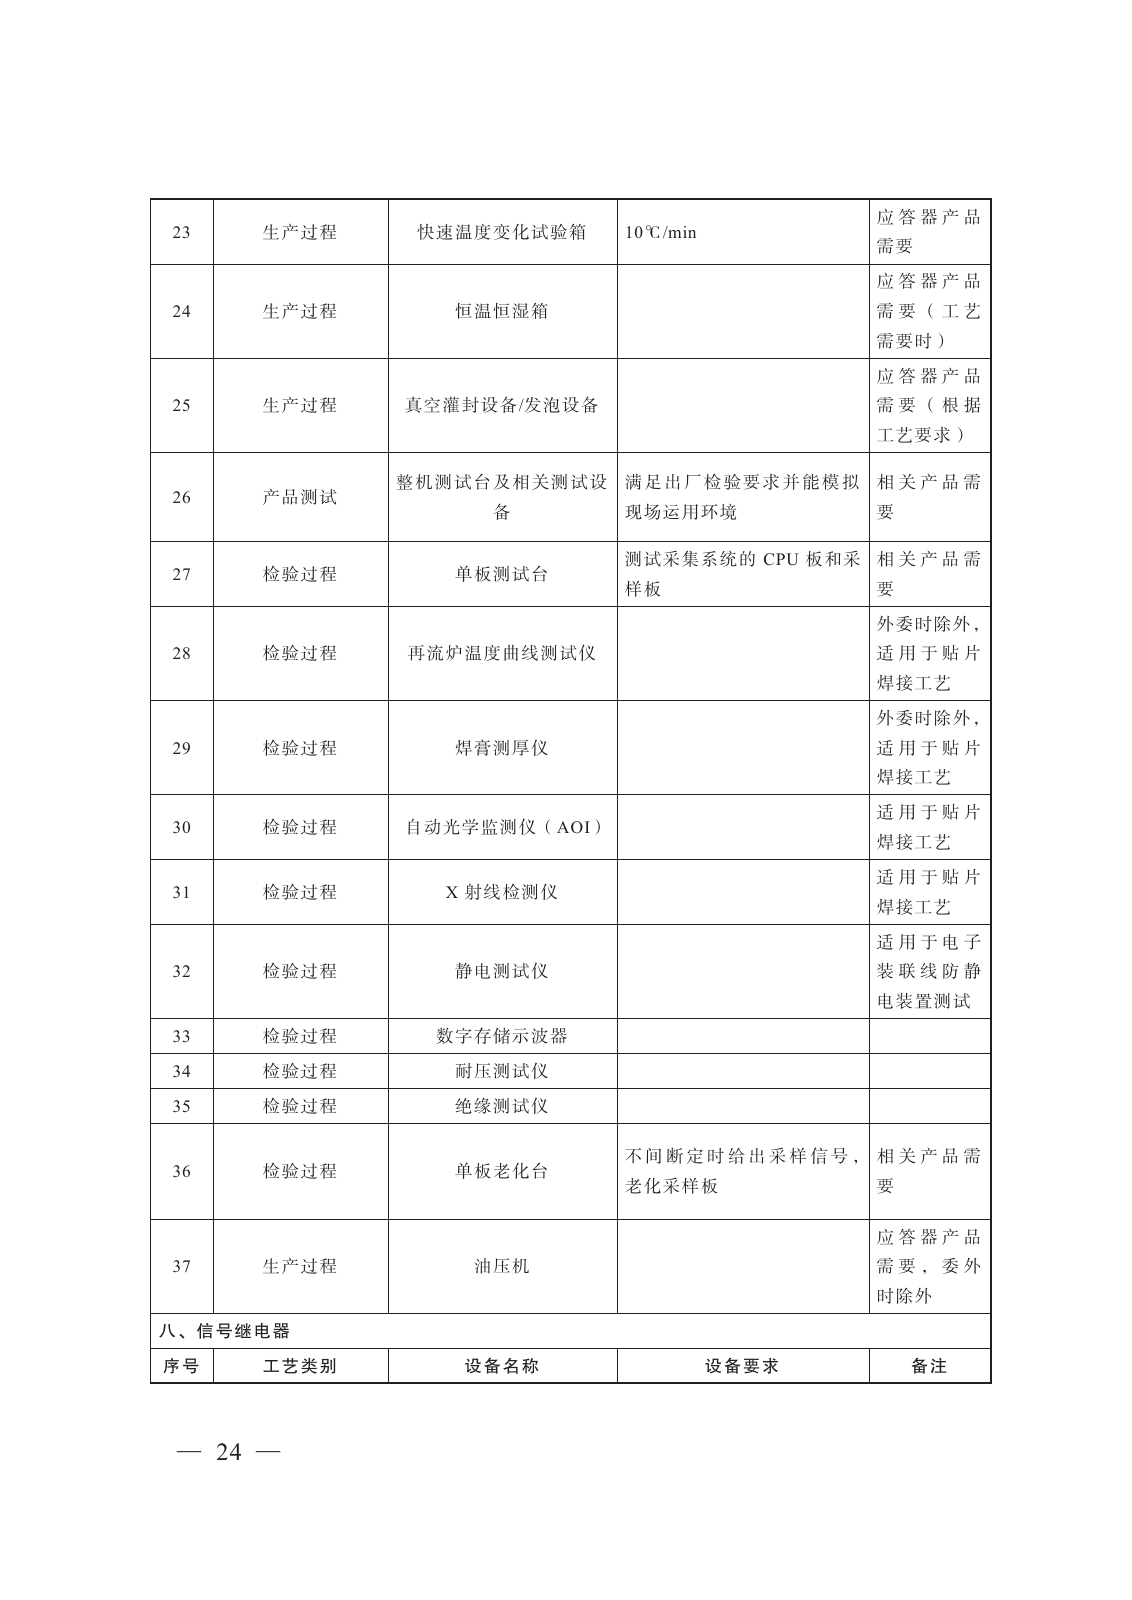 23 生产过程 快速温度变化试验箱 10℃/min 应答器产品
需要
24 生产过程 恒温恒湿箱 应答器产品
需要（工艺
需要时）
25 生产过程 真空灌封设备/发泡设备 应答器产品
需要（根据
工艺要求）
26 产品测试 整机测试台及相关测试设 满足出厂检验要求并能模拟 相关产品需
备 现场运用环境 要
27 检验过程 单板测试台 测试采集系统的 CPU 板和采 相关产品需
样板 要
28 检验过程 再流炉温度曲线测试仪 外委时除外，
适用于贴片
焊接工艺
29 检验过程 焊膏测厚仪 外委时除外，
适用于贴片
焊接工艺
30 检验过程 自动光学监测仪（AOI） 适用于贴片
焊接工艺
31 检验过程 X 射线检测仪 适用于贴片
焊接工艺
32 检验过程 静电测试仪 适用于电子
装联线防静
电装置测试
33 检验过程 数字存储示波器
34 检验过程 耐压测试仪
35 检验过程 绝缘测试仪
36 检验过程 单板老化台 不间断定时给出采样信号， 相关产品需
老化采样板 要
37 生产过程 油压机 应答器产品
需要，委外
时除外
八、信号继电器
序号 工艺类别 设备名称 设备要求 备注
— 24 —